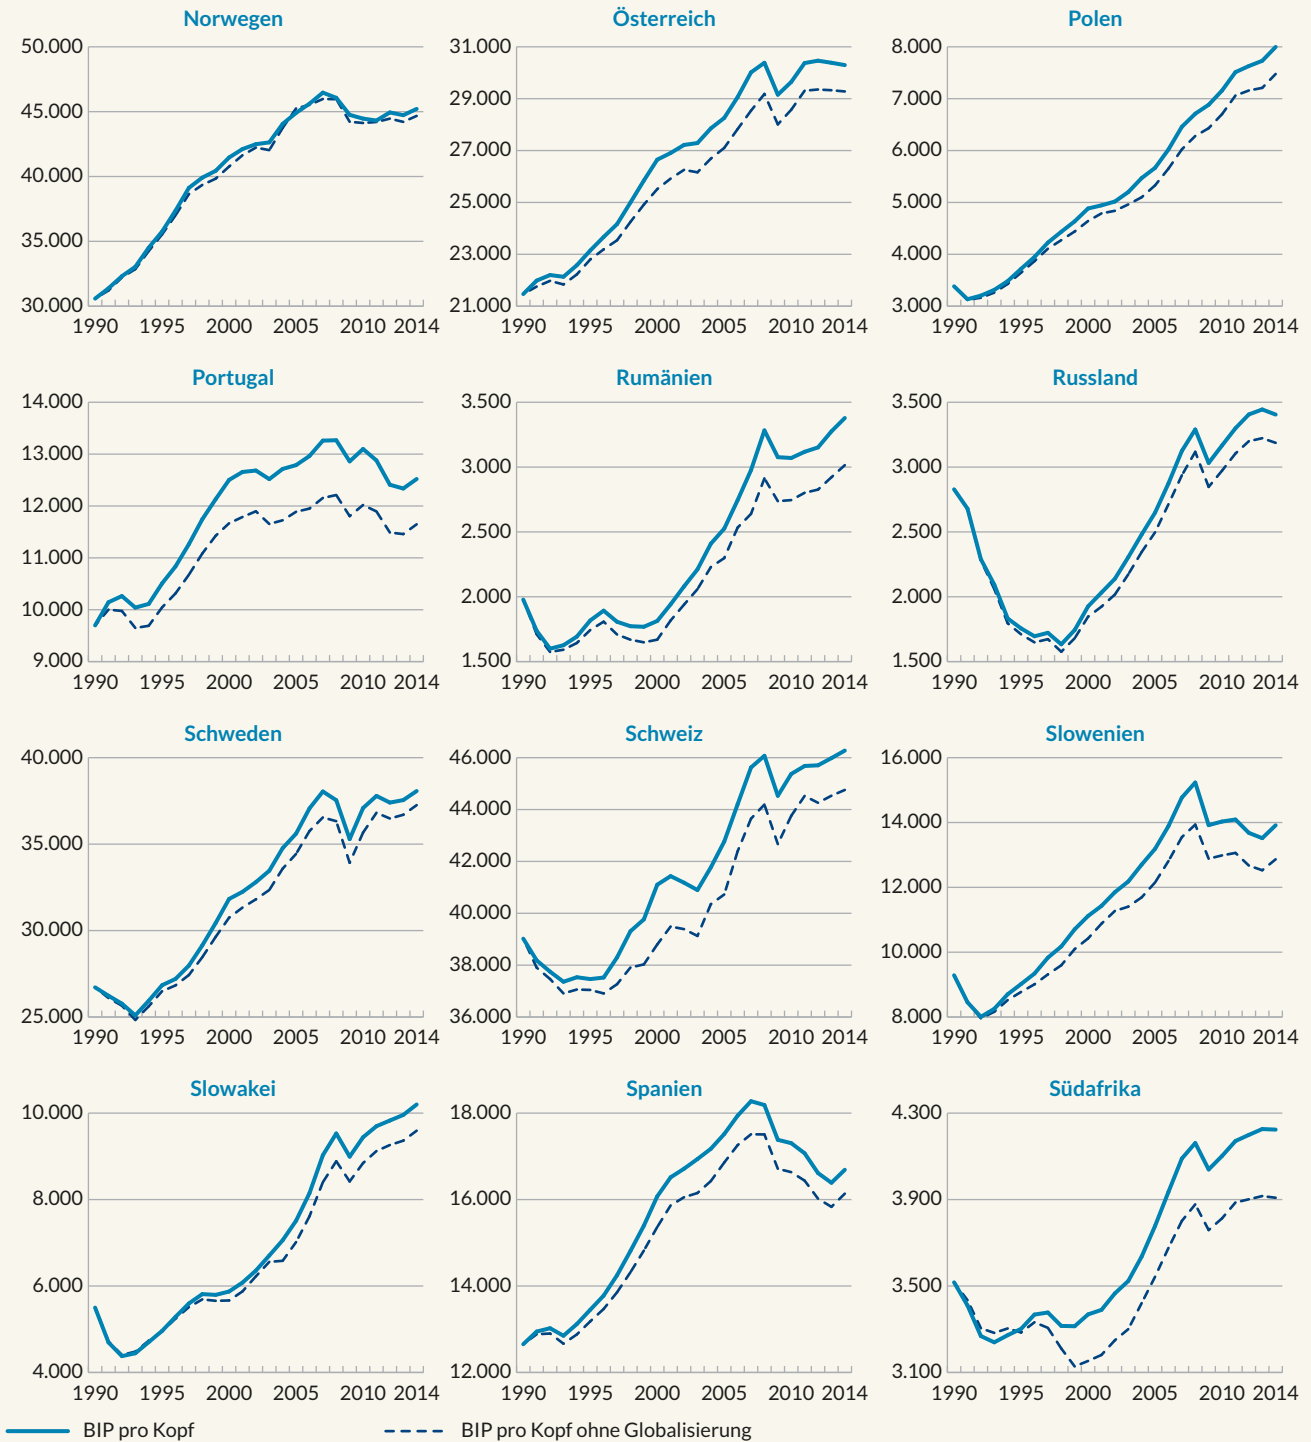 Norwegen Österreich Polen
50.000 31.000 8.000
45.000 29.000 7.000
27.000 6.000
40.000 25.000 5.000
35.000 23.000 4.000
30.000 21.000 3.000
1990 1995 2000 2005 2010 2014 1990 1995 2000 2005 2010 2014 1990 1995 2000 2005 2010 2014
Portugal Rumänien Russland
14.000 3.500 3.500
13.000 3.000 3.000
12.000 2.500 2.500
11.000
10.000 2.000 2.000
9.000 1.500 1.500
1990 1995 2000 2005 2010 2014 1990 1995 2000 2005 2010 2014 1990 1995 2000 2005 2010 2014
Schweden Schweiz Slowenien
40.000 46.000 16.000
44.000 14.000
35.000 42.000 12.000
30.000 40.000 10.000
38.000
25.000 36.000 8.000
1990 1995 2000 2005 2010 2014 1990 1995 2000 2005 2010 2014 1990 1995 2000 2005 2010 2014
Slowakei Spanien Südafrika
10.000 18.000 4.300
8.000 16.000 3.900
6.000 14.000 3.500
4.000 12.000 3.100
1990 1995 2000 2005 2010 2014 1990 1995 2000 2005 2010 2014 1990 1995 2000 2005 2010 2014
BIP pro Kopf BIP pro Kopf ohne Globalisierung